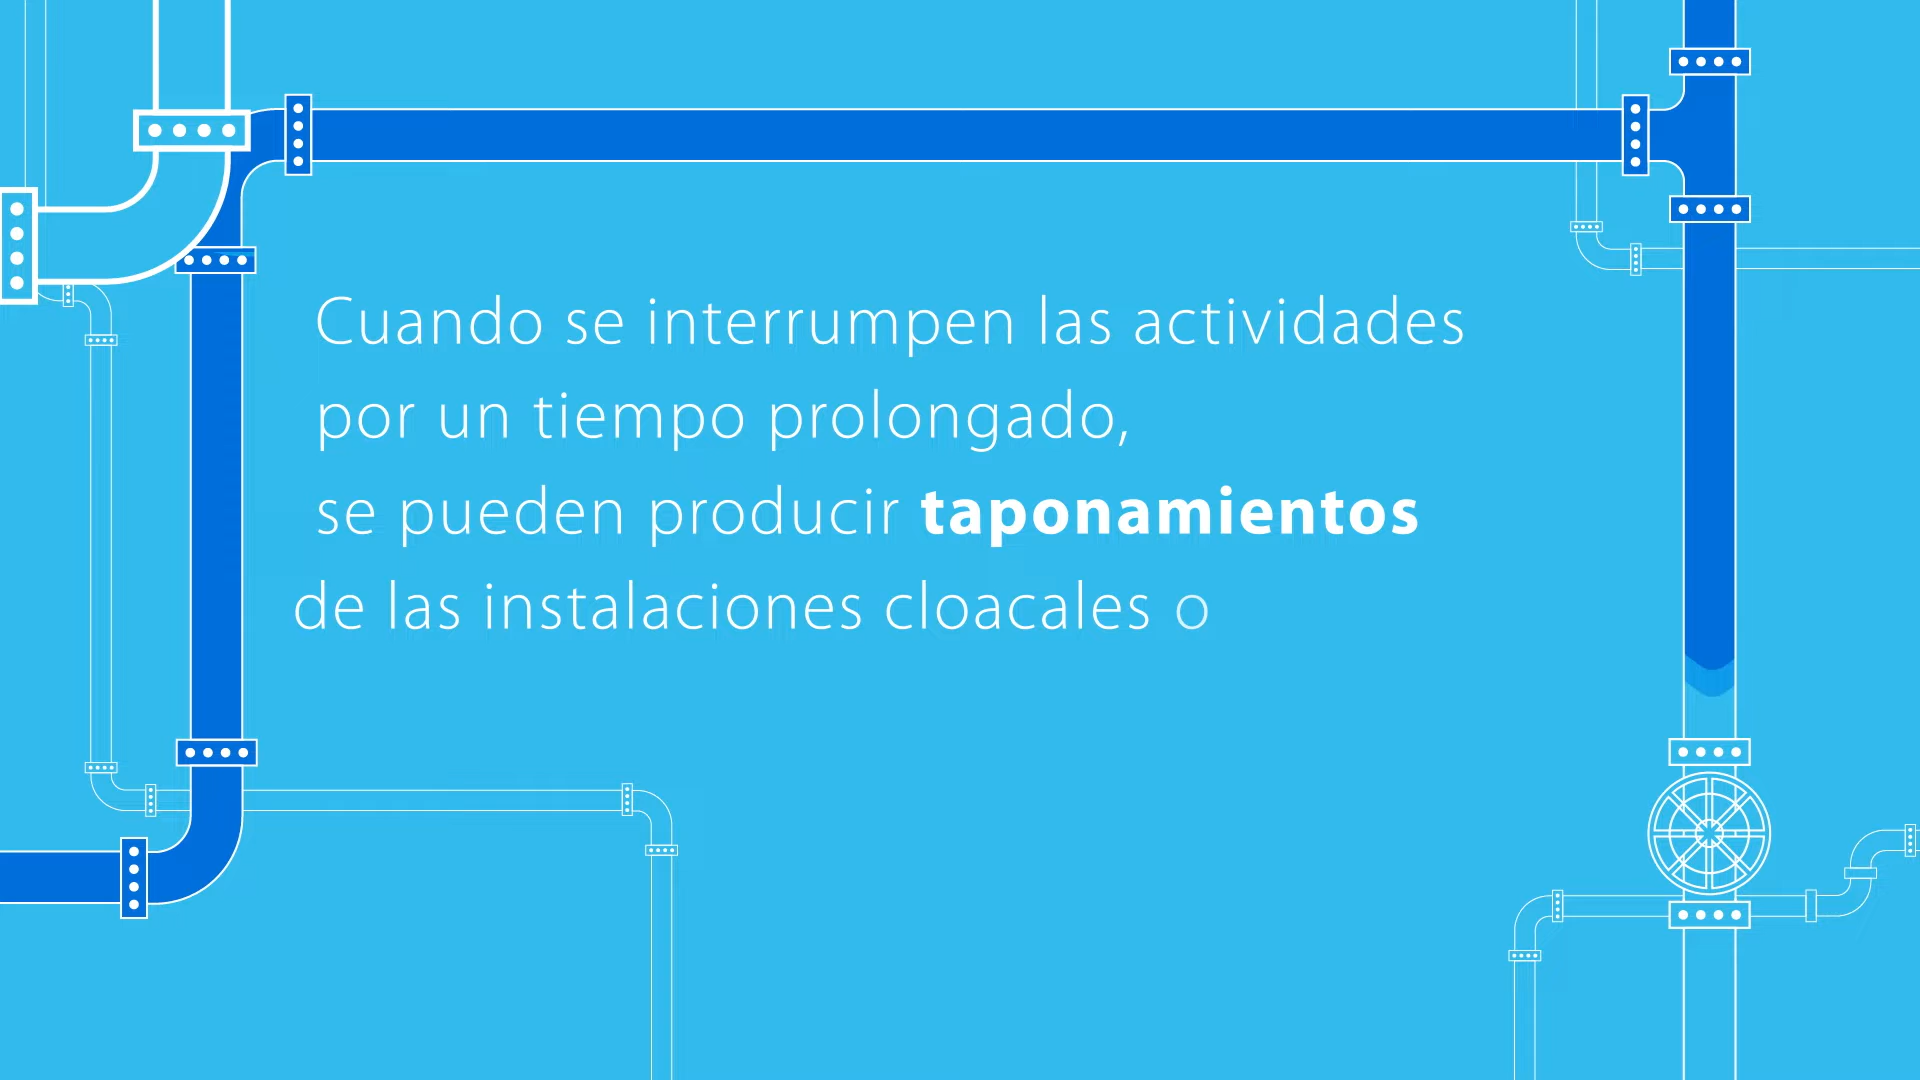 Cuando se interrumpen las actividades
por un tiempo prolongado,
se pueden producir taponamientos
de las instalaciones cloacales o